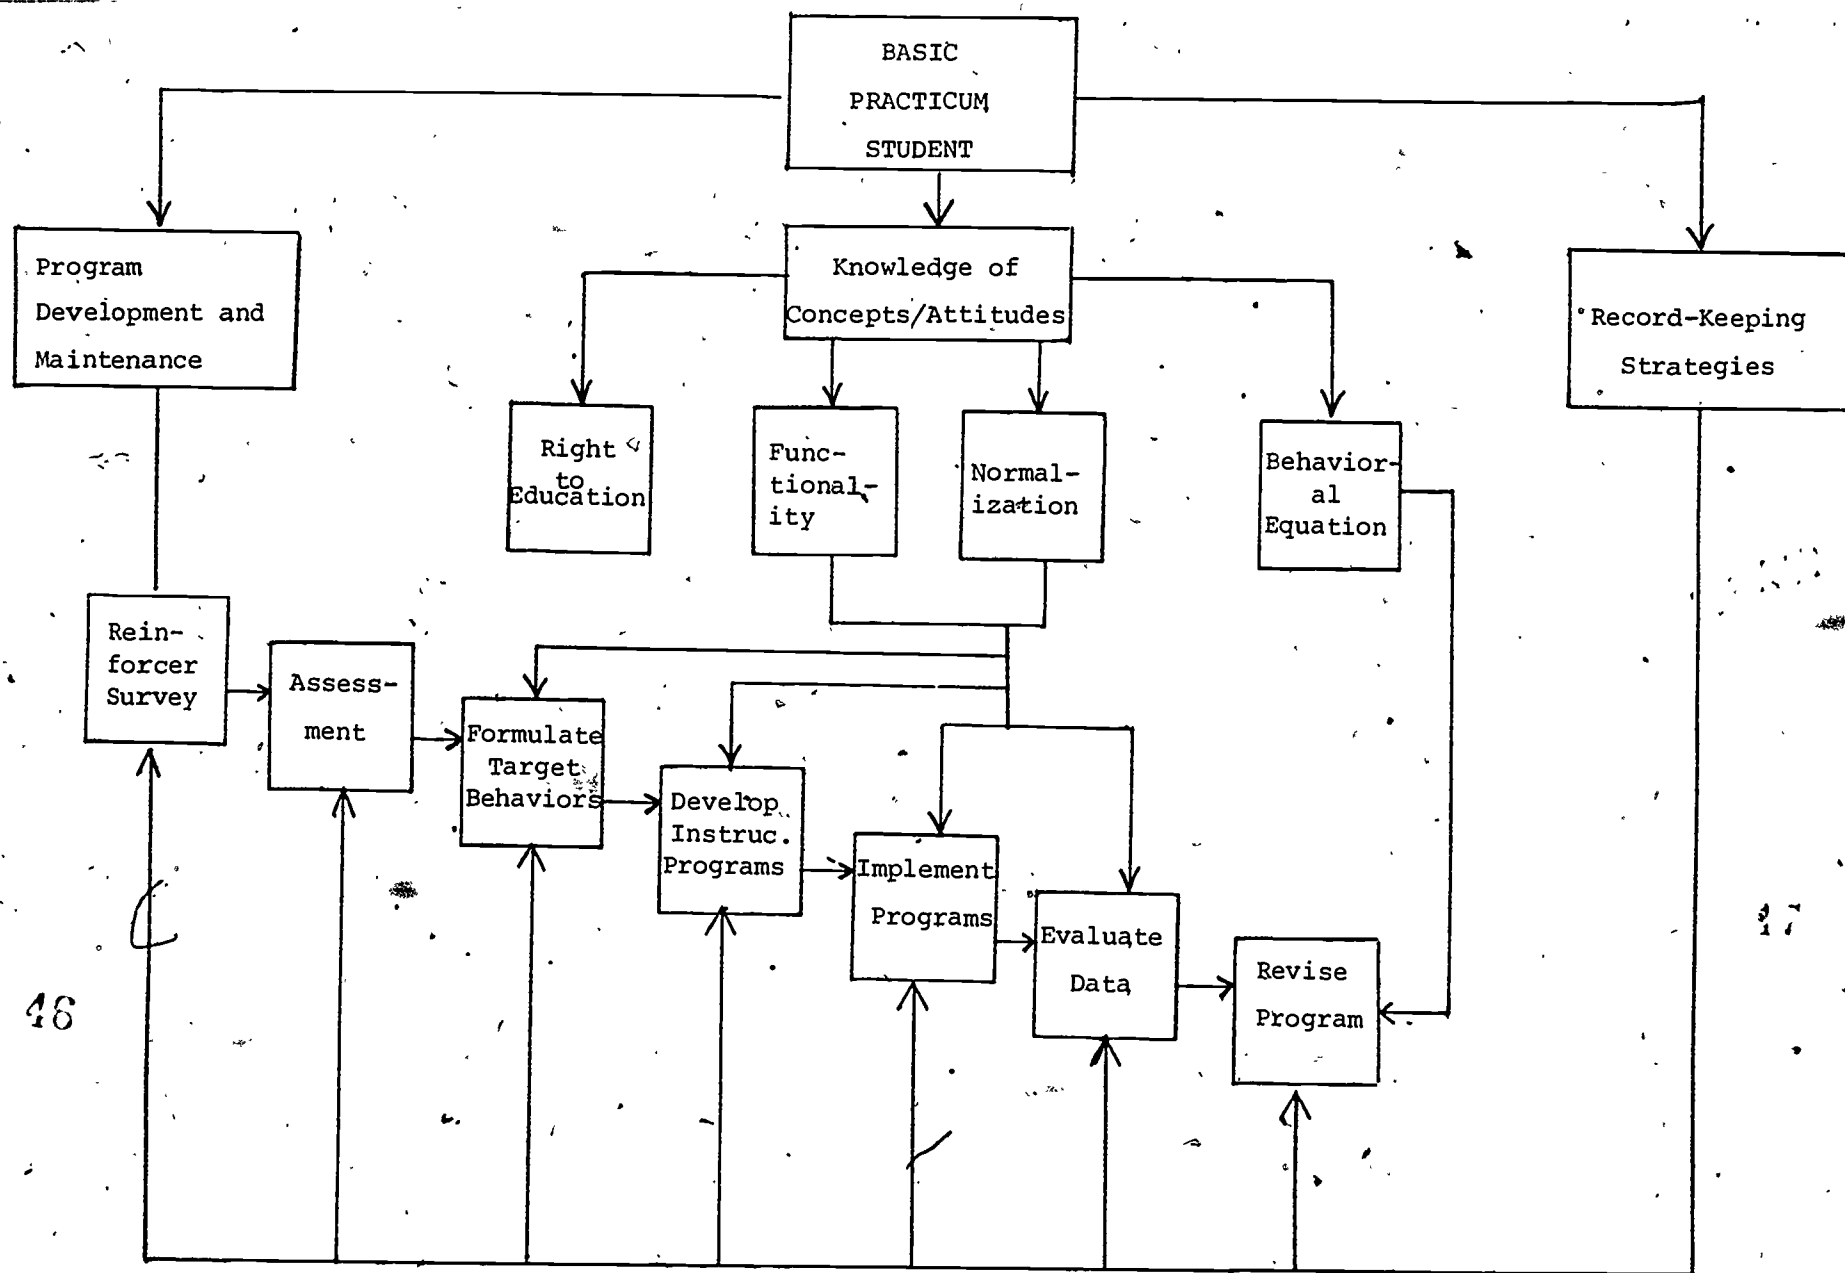 BASIC
PRACTICUM
STUDENT
Program
Development and
Maintenance
Knowledge of
Concepts/Attitudes
Record-Keeping
Strategies
Right
to
Education
Func-
tional-
ity
Normal-
ization
Behavior-
al
Equation
Rein-
forcer
Survey
Assess-
ment
Formulate
Target
Behaviors
Develop
Instruc.
Programs
Implement
Programs
Evaluate
Data
Revise
Program
46
47